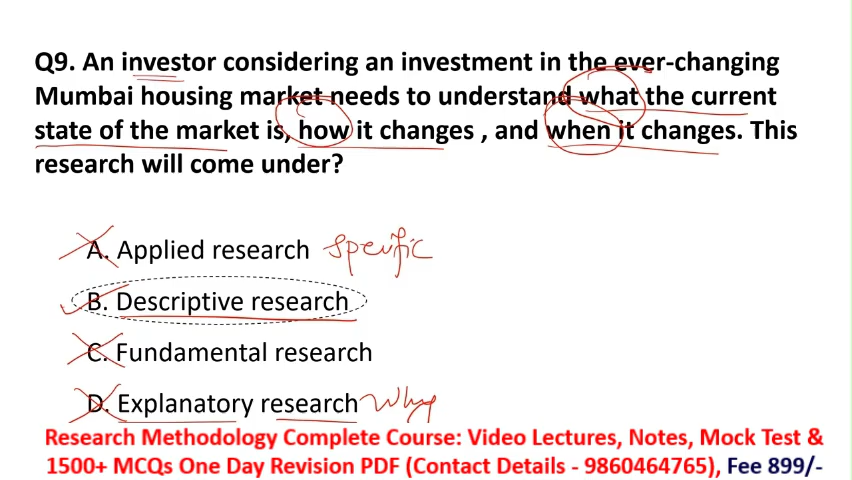 Q9. An investor considering an investment in the ever-changing
Mumbai housing market needs to understand what the current
state of the market is, how it changes , and when it changes. This
research will come under?
A. Applied research specific
B. Descriptive research
C. Fundamental research
D. Explanatory research why
Research Methodology Complete Course: Video Lectures, Notes, Mock Test &
1500+ MCQs One Day Revision PDF (Contact Details - 9860464765), Fee 899/-